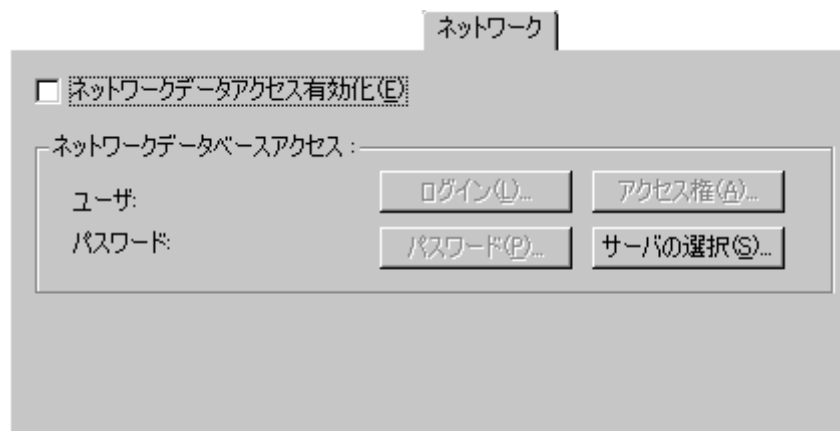 ネットワーク
ネットワークデータアクセス有効化(E)
ネットワークデータベースアクセス:
ユーザ: ログイン(L)... アクセス権(A)...
パスワード: パスワード(P)... サーバの選択(S)...